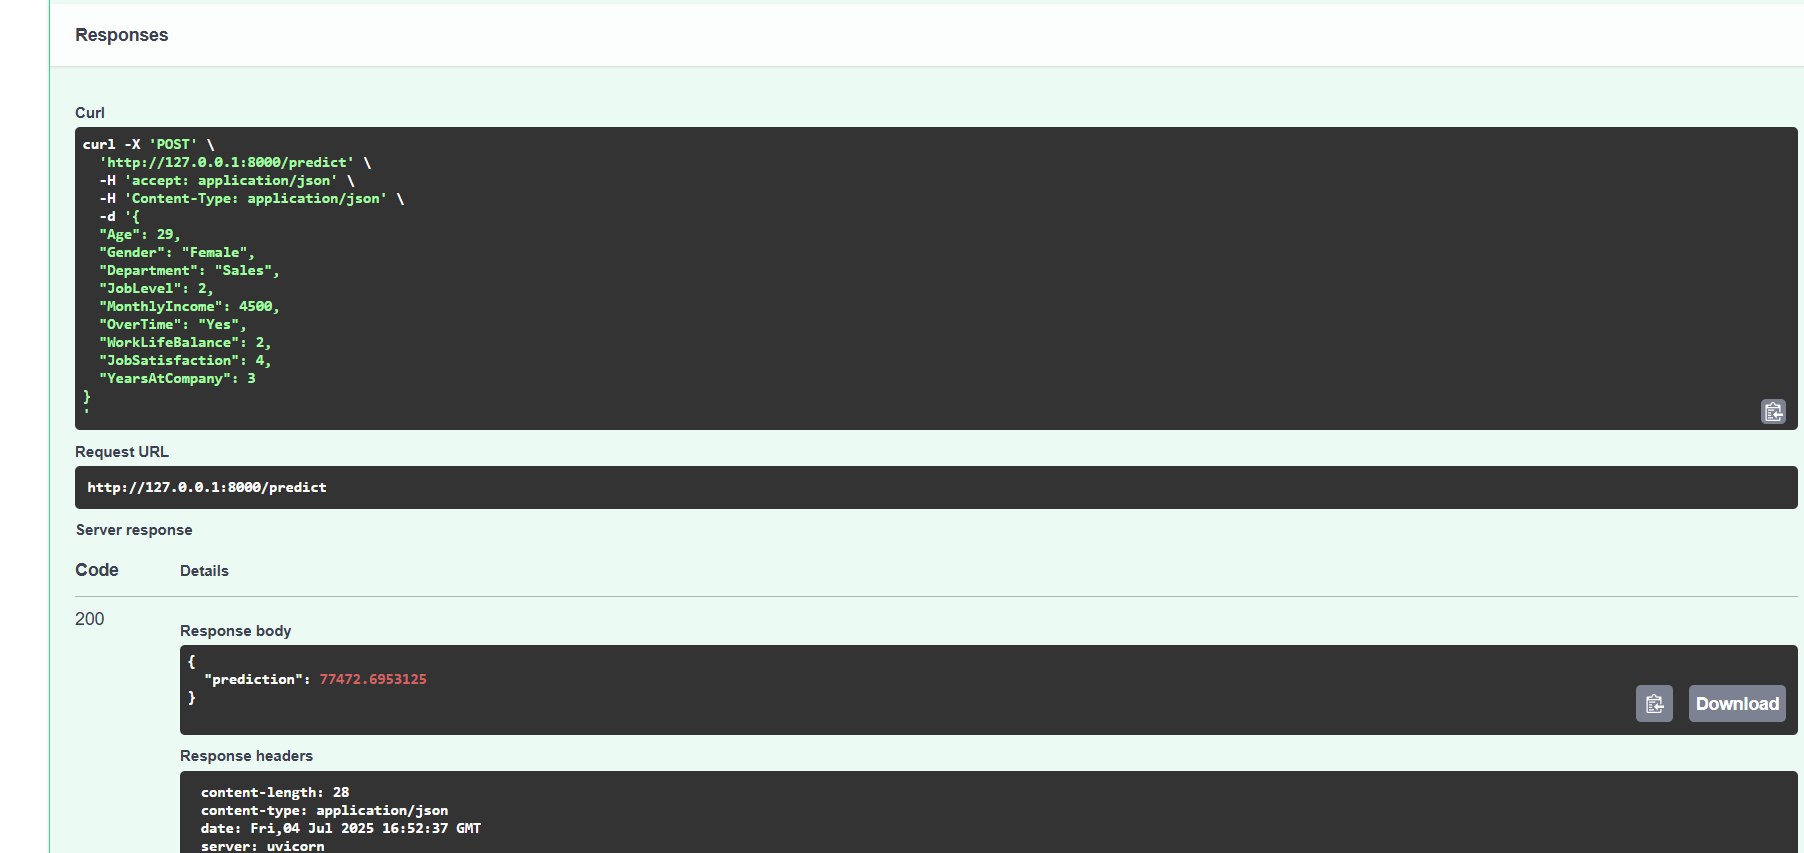 Responses
Curl
curl -X 'POST' \
  'http://127.0.0.1:8000/predict' \
  -H 'accept: application/json' \
  -H 'Content-Type: application/json' \
  -d '{
  "Age": 29,
  "Gender": "Female",
  "Department": "Sales",
  "JobLevel": 2,
  "MonthlyIncome": 4500,
  "OverTime": "Yes",
  "WorkLifeBalance": 2,
  "JobSatisfaction": 4,
  "YearsAtCompany": 3
}
'
Request URL
http://127.0.0.1:8000/predict
Server response
Code Details
200
Response body
{
  "prediction": 77472.6953125
}
Download
Response headers
content-length: 28
content-type: application/json
date: Fri,04 Jul 2025 16:52:37 GMT
server: uvicorn